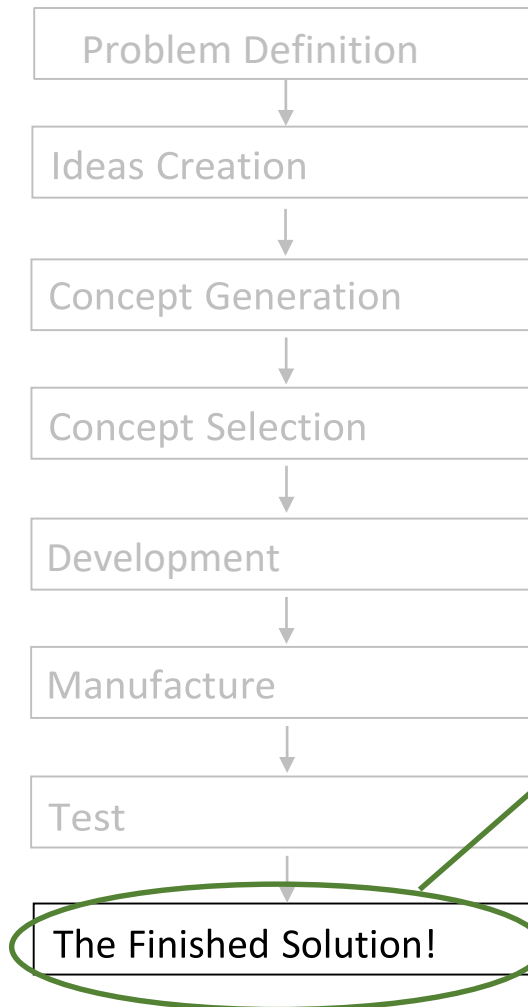 Problem Definition
Ideas Creation
Concept Generation
Concept Selection
Development
Manufacture
Test
The Finished Solution!